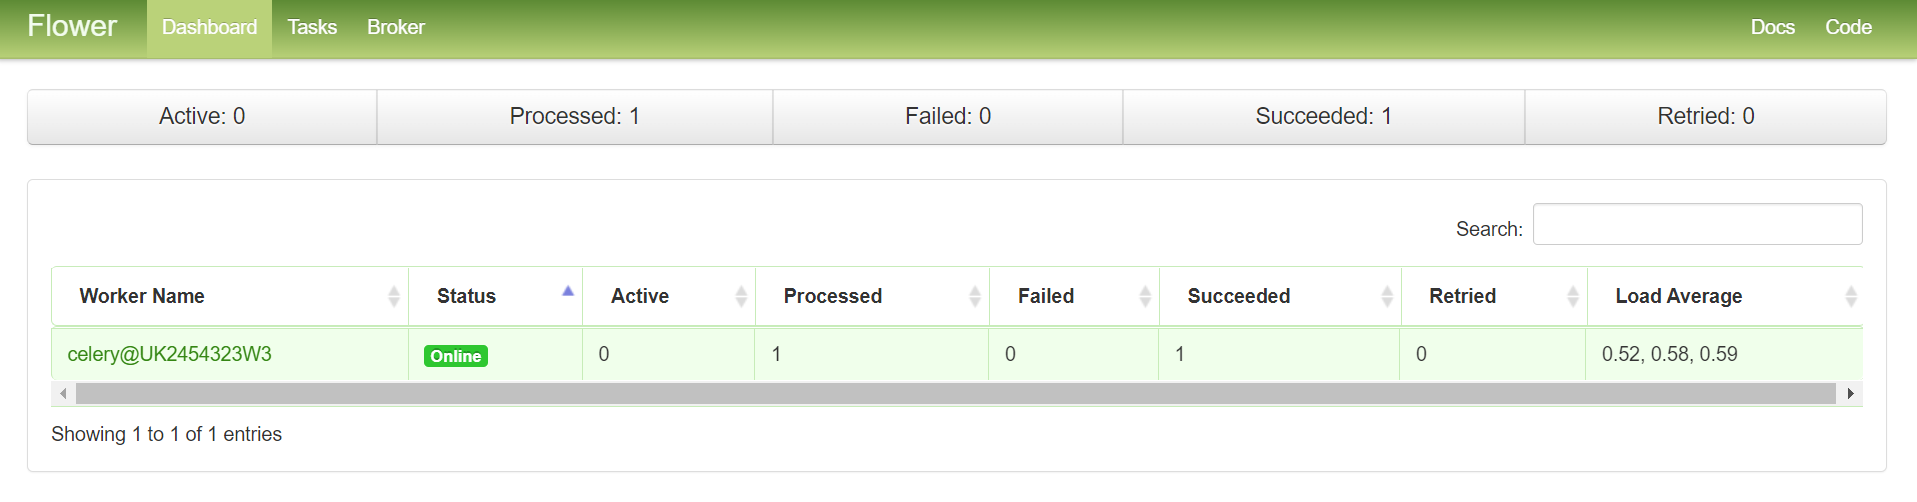 Flower Dashboard Tasks Broker Docs Code
Active: 0 Processed: 1 Failed: 0 Succeeded: 1 Retried: 0
Search:
Worker Name Status Active Processed Failed Succeeded Retried Load Average
celery@UK2454323W3 Online 0 1 0 1 0 0.52, 0.58, 0.59
Showing 1 to 1 of 1 entries